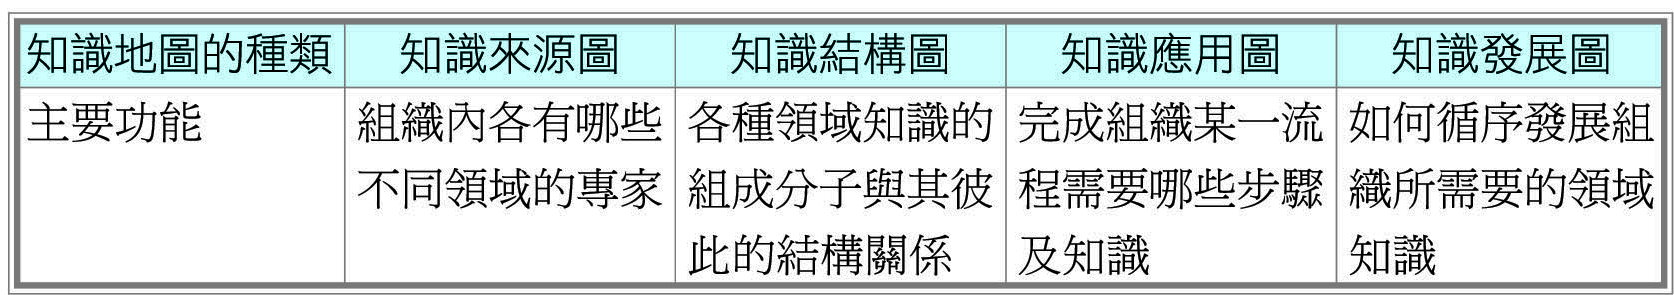 知識地圖的種類 知識來源圖 知識結構圖 知識應用圖 知識發展圖
主要功能 組織內各有哪些 各種領域知識的 完成組織某一流 如何循序發展組
不同領域的專家 組成分子與其彼 程需要哪些步驟 織所需要的領域
此的結構關係 及知識 知識